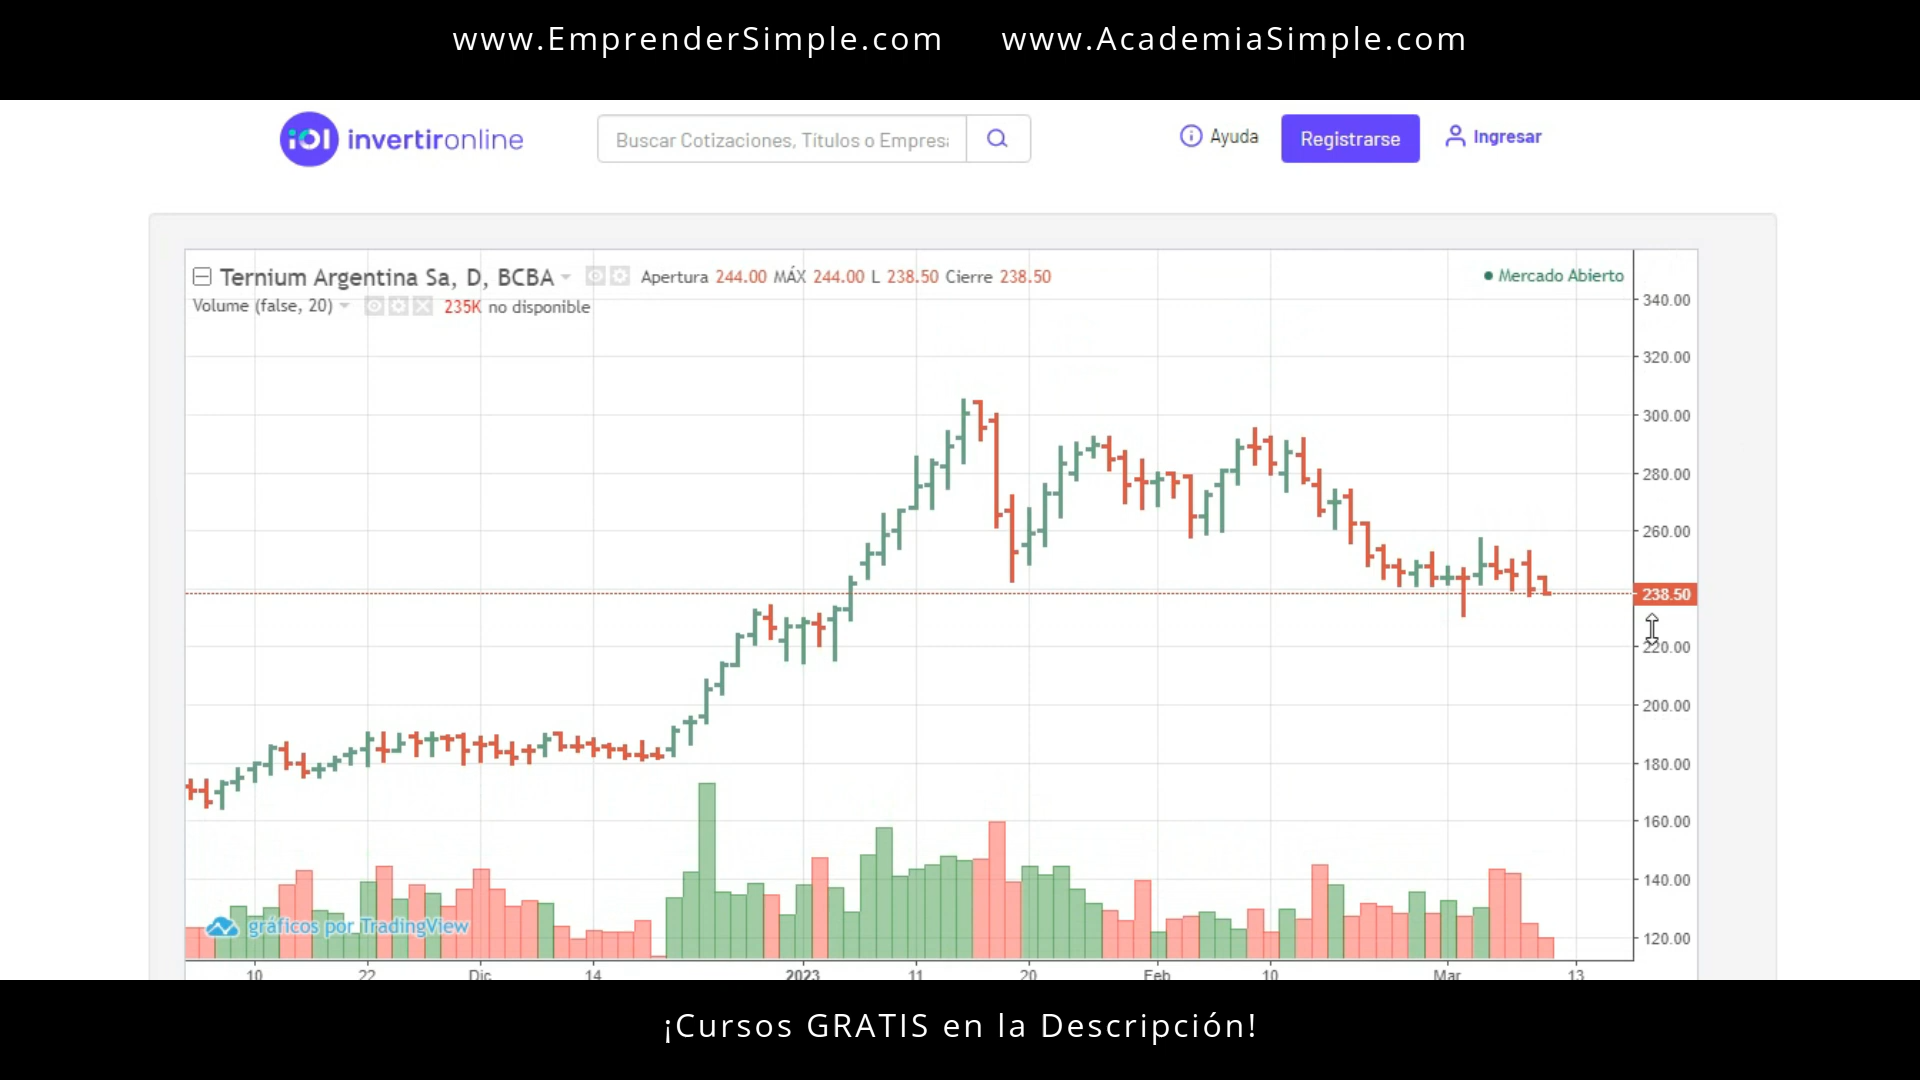 www.EmprenderSimple.com www.AcademiaSimple.com
iOl invertironline
Buscar Cotizaciones, Títulos o Empresa
Ayuda
Registrarse
Ingresar
Ternium Argentina Sa, D, BCBA Apertura 244.00 MÁX 244.00 L 238.50 Cierre 238.50
Mercado Abierto
Volume (false, 20) 235K no disponible
340.00
320.00
300.00
280.00
260.00
238.50
220.00
200.00
180.00
160.00
140.00
120.00
gráficos por TradingView
10 22 Dic 14 2023 11 20 Feb 10 Mar 13
¡Cursos GRATIS en la Descripción!